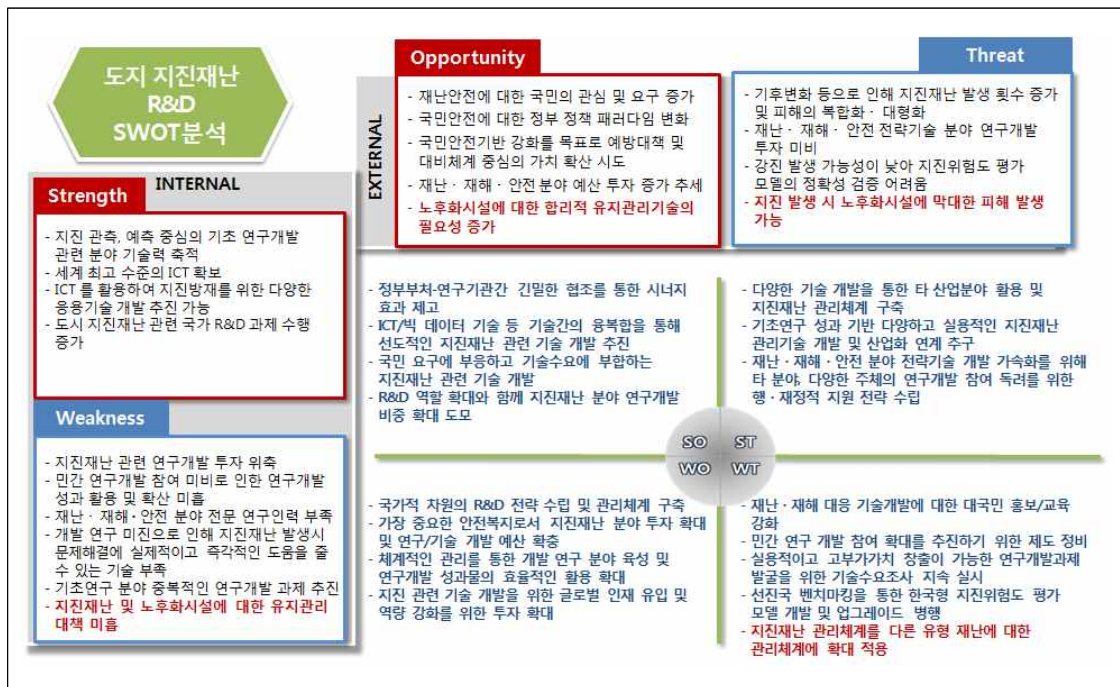 도지 지진재난
R&D
SWOT분석
INTERNAL
EXTERNAL
Strength
- 지진 관측, 예측 중심의 기초 연구개발
관련 분야 기술력 축적
- 세계 최고 수준의 ICT 확보
- ICT 를 활용하여 지진방재를 위한 다양한
응용기술 개발 추진 가능
- 도시 지진재난 관련 국가 R&D 과제 수행
증가
Weakness
- 지진재난 관련 연구개발 투자 위축
- 민간 연구개발 참여 미비로 인한 연구개발
성과 활용 및 확산 미흡
- 재난 · 재해 · 안전 분야 전문 연구인력 부족
- 개발 연구 미진으로 인해 지진재난 발생시
문제해결에 실제적이고 즉각적인 도움을 줄
수 있는 기술 부족
- 기초연구 분야 중복적인 연구개발 과제 추진
- 지진재난 및 노후화시설에 대한 유지관리
대책 미흡
Opportunity
- 재난안전에 대한 국민의 관심 및 요구 증가
- 국민안전에 대한 정부 정책 패러다임 변화
- 국민안전기반 강화를 목표로 예방대책 및
대비체계 중심의 가치 확산 시도
- 재난 · 재해 · 안전 분야 예산 투자 증가 추세
- 노후화시설에 대한 합리적 유지관리기술의
필요성 증가
Threat
- 기후변화 등으로 인해 지진재난 발생 횟수 증가
및 피해의 복합화 · 대형화
- 재난 · 재해 · 안전 전략기술 분야 연구개발
투자 미비
- 강진 발생 가능성이 낮아 지진위험도 평가
모델의 정확성 검증 어려움
- 지진 발생 시 노후화시설에 막대한 피해 발생
가능
- 정부부처-연구기관간 긴밀한 협조를 통한 시너지
효과 제고
- ICT/빅 데이터 기술 등 기술간의 융복합을 통해
선도적인 지진재난 관련 기술 개발 추진
- 국민 요구에 부응하고 기술수요에 부합하는
지진재난 관련 기술 개발
- R&D 역할 확대와 함께 지진재난 분야 연구개발
비중 확대 도모
- 다양한 기술 개발을 통한 타 산업분야 활용 및
지진재난 관리체계 구축
- 기초연구 성과 기반 다양하고 실용적인 지진재난
관리기술 개발 및 산업화 연계 추구
- 재난 · 재해 · 안전 분야 전략기술 개발 가속화를 위해
타 분야, 다양한 주체의 연구개발 참여 독려를 위한
행 · 재정적 지원 전략 수립
SO ST
WO WT
- 국가적 차원의 R&D 전략 수립 및 관리체계 구축
- 가장 중요한 안전복지로서 지진재난 분야 투자 확대
및 연구/기술 개발 예산 확충
- 체계적인 관리를 통한 개발 연구 분야 육성 및
연구개발 성과물의 효율적인 활용 확대
- 지진 관련 기술 개발을 위한 글로벌 인재 유입 및
역량 강화를 위한 투자 확대
- 재난 · 재해 대응 기술개발에 대한 대국민 홍보/교육
강화
- 민간 연구 개발 참여 확대를 추진하기 위한 제도 정비
- 실용적이고 고부가가치 창출이 가능한 연구개발과제
발굴을 위한 기술수요조사 지속 실시
- 선진국 벤치마킹을 통한 한국형 지진위험도 평가
모델 개발 및 업그레이드 병행
- 지진재난 관리체계를 다른 유형 재난에 대한
관리체계에 확대 적용